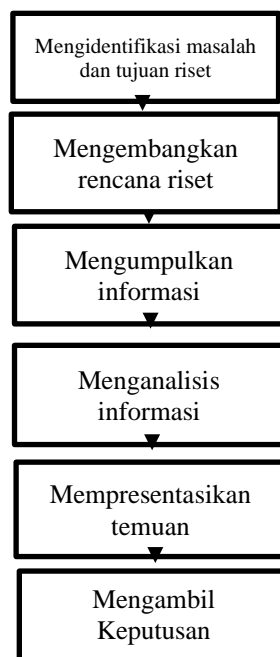 Mengidentifikasi masalah
dan tujuan riset
Mengembangkan
rencana riset
Mengumpulkan
informasi
Menganalisis
informasi
Mempresentasikan
temuan
Mengambil
Keputusan